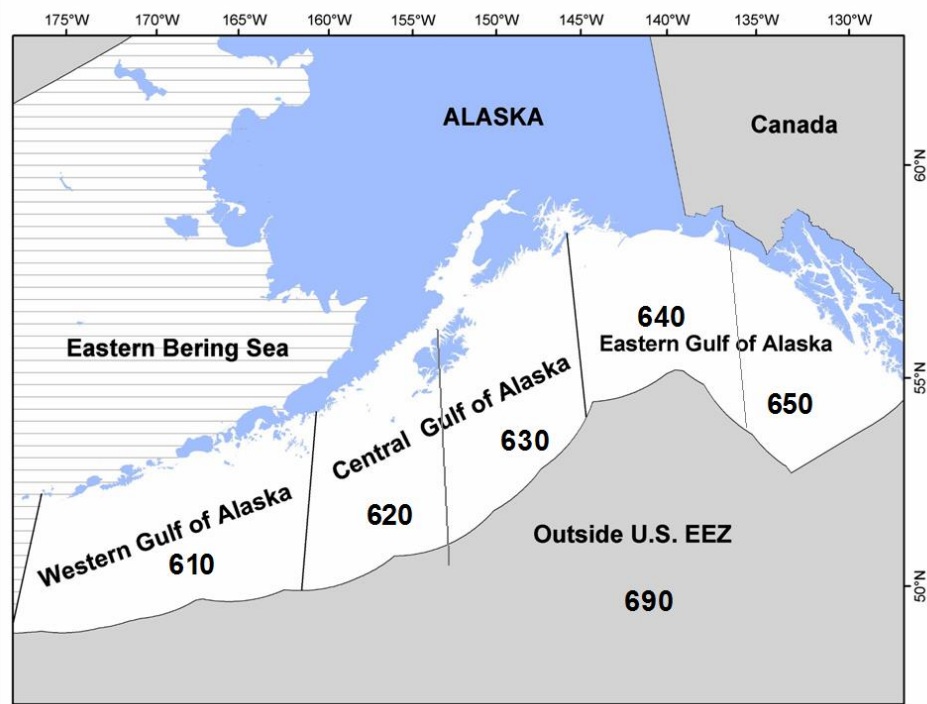 175°W 170°W 165°W 160°W 155°W 150°W 145°W 140°W 135°W 130°W
ALASKA
Canada
60°N
640
Eastern Bering Sea
Eastern Gulf of Alaska
55°N
650
Central Gulf of Alaska
630
620
Western Gulf of Alaska
610
Outside U.S. EEZ
50°N
690